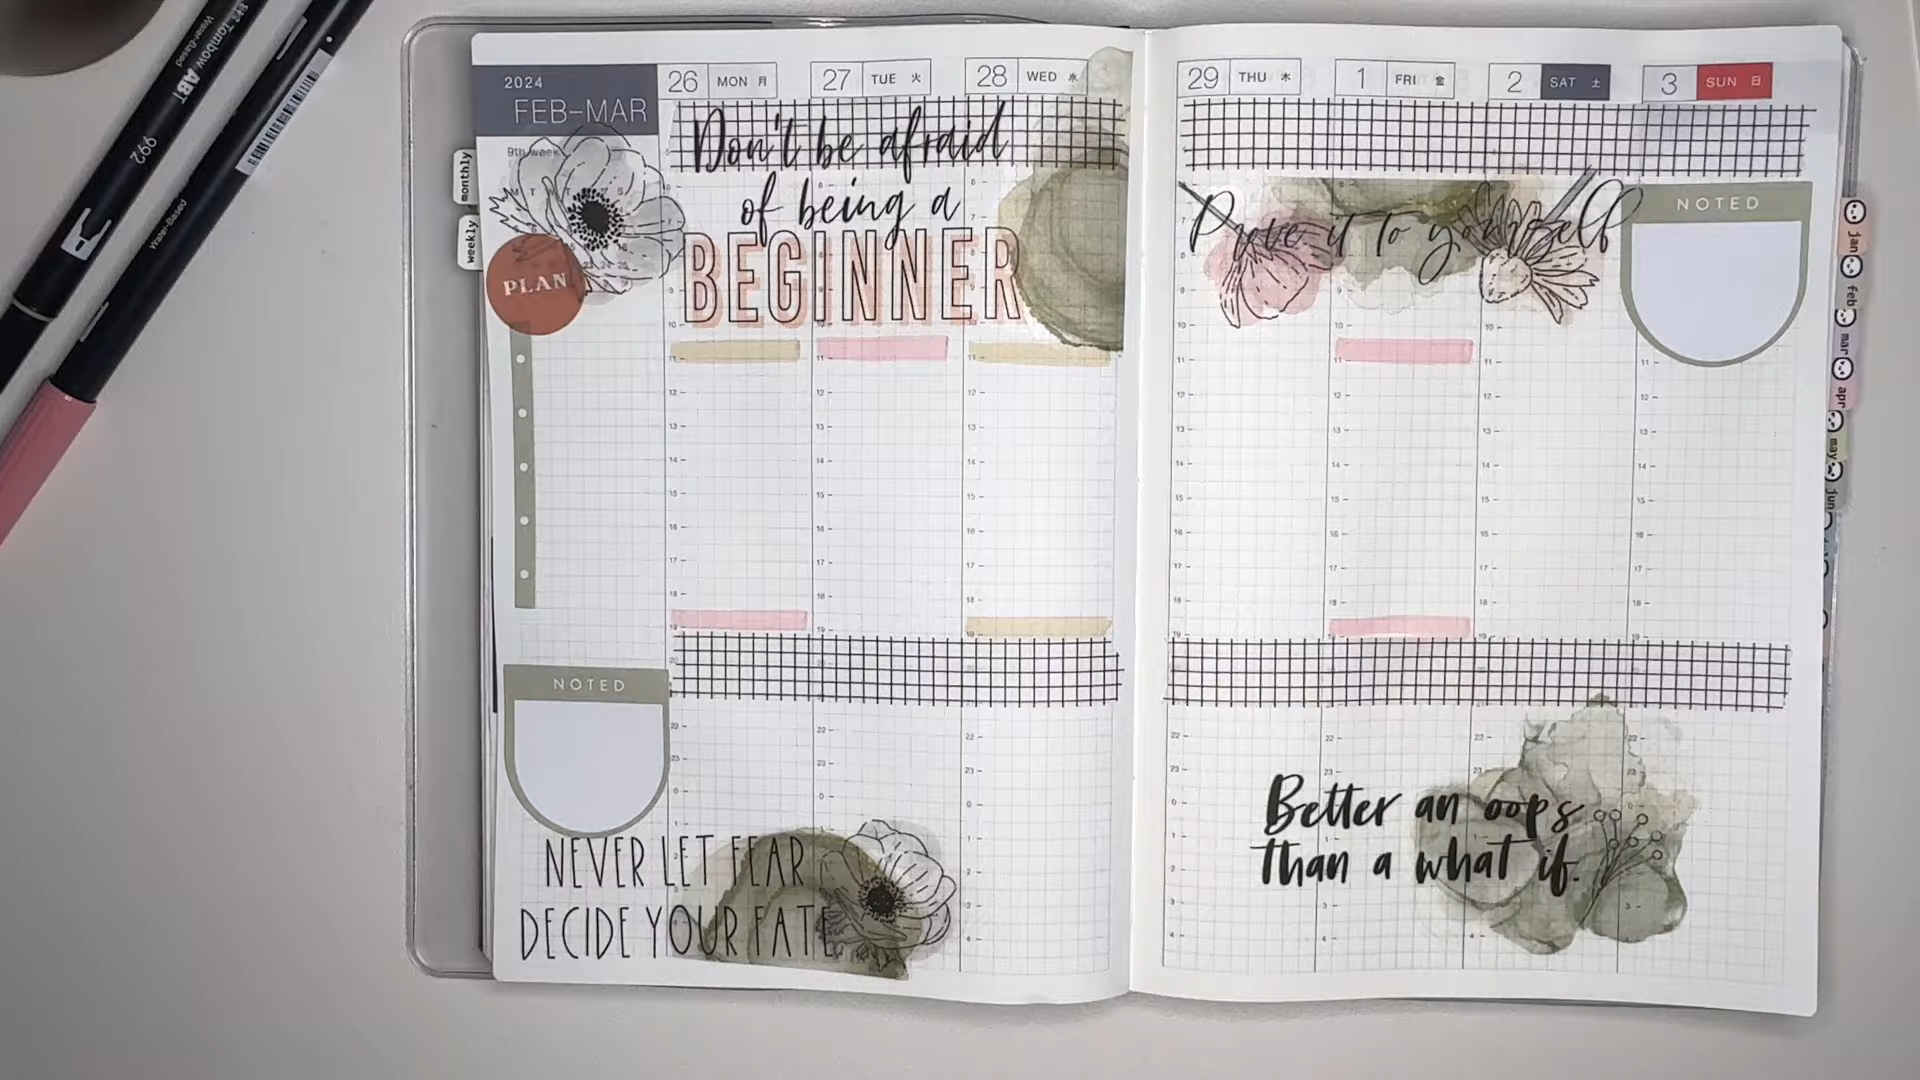 Tombow ABT
Water-Based
992
Water-Based
monthly
weekly
2024
FEB-MAR
9th week
26 MON 月
27 TUE 火
28 WED 水
29 THU 木
1 FRI 金
2 SAT 土
3 SUN 日
PLAN
Don't be afraid
of being a
BEGINNER
Prove it to yourself
NOTED
jan
feb
mar
apr
may
jun
NOTED
NEVER LET FEAR
DECIDE YOUR FATE
Better an oops
than a what if.